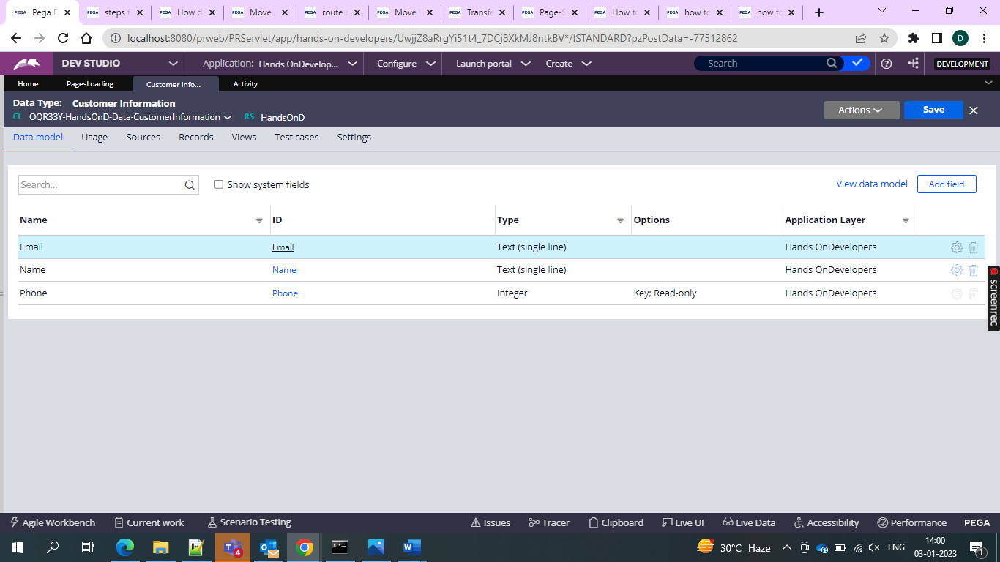 PEGA Pega D
PEGA steps f
PEGA How d
PEGA Move
PEGA route c
PEGA Move
PEGA Transfe
PEGA Page-S
PEGA How to
PEGA how to
PEGA how to
localhost:8080/prweb/PRServlet/app/hands-on-developers/UwjjZ8aRrgYi51t4_7DCj8XkMJ8ntkBV*/!STANDARD?pzPostData=-77512862
D
DEV STUDIO
Application: Hands OnDevelop...
Configure
Launch portal
Create
Search
DEVELOPMENT
Home
PagesLoading
Customer Info...
Activity
Data Type: Customer Information
CL OQR33Y-HandsOnD-Data-CustomerInformation RS HandsOnD
Actions
Save
Data model Usage Sources Records Views Test cases Settings
Search...
Show system fields
View data model
Add field
Name ID Type Options Application Layer
Email Email Text (single line) Hands OnDevelopers
Name Name Text (single line) Hands OnDevelopers
Phone Phone Integer Key; Read-only Hands OnDevelopers
screenrec
Agile Workbench Current work Scenario Testing Issues Tracer Clipboard Live UI Live Data Accessibility Performance PEGA
4
30°C Haze
ENG
14:00
03-01-2023
1